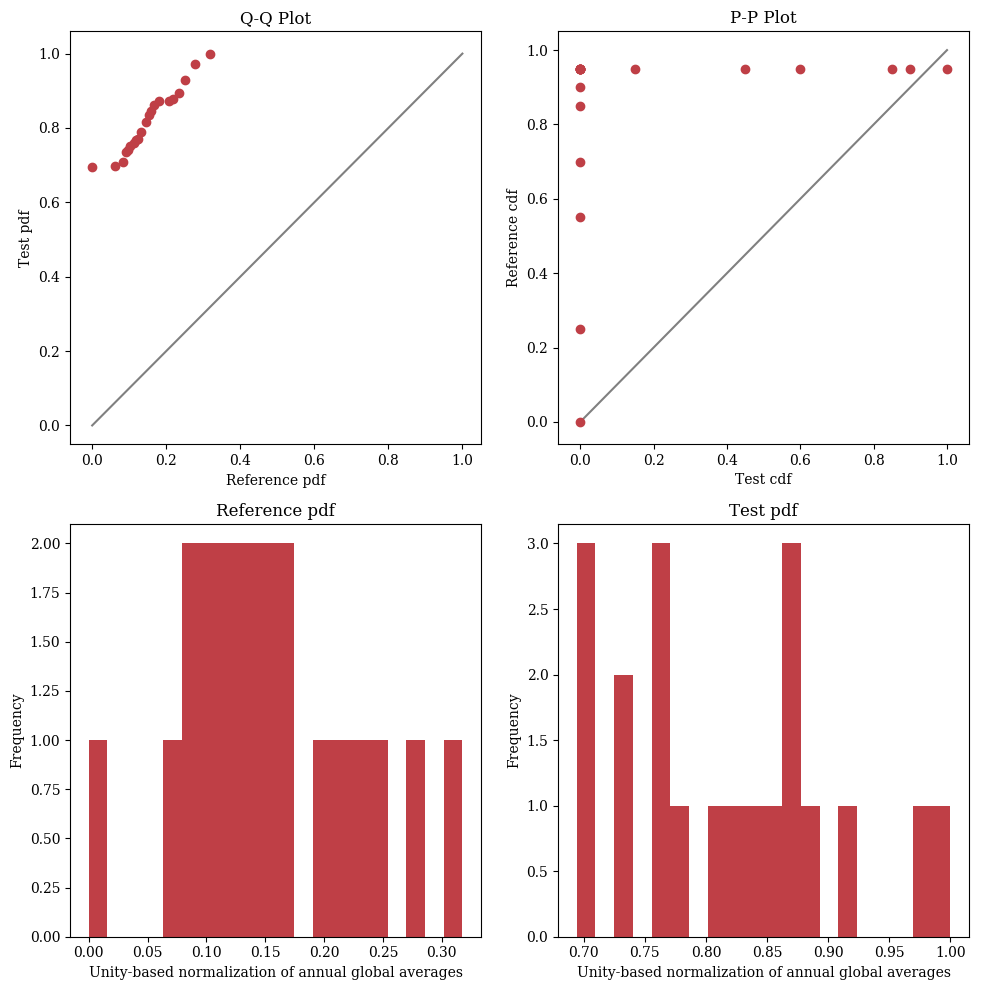 Q-Q Plot
1.0
0.8
0.6
0.4
0.2
0.0
Test pdf
0.0 0.2 0.4 0.6 0.8 1.0
Reference pdf
P-P Plot
1.0
0.8
0.6
0.4
0.2
0.0
Reference cdf
0.0 0.2 0.4 0.6 0.8 1.0
Test cdf
Reference pdf
2.00
1.75
1.50
1.25
1.00
0.75
0.50
0.25
0.00
Frequency
0.00 0.05 0.10 0.15 0.20 0.25 0.30
Unity-based normalization of annual global averages
Test pdf
3.0
2.5
2.0
1.5
1.0
0.5
0.0
Frequency
0.70 0.75 0.80 0.85 0.90 0.95 1.00
Unity-based normalization of annual global averages